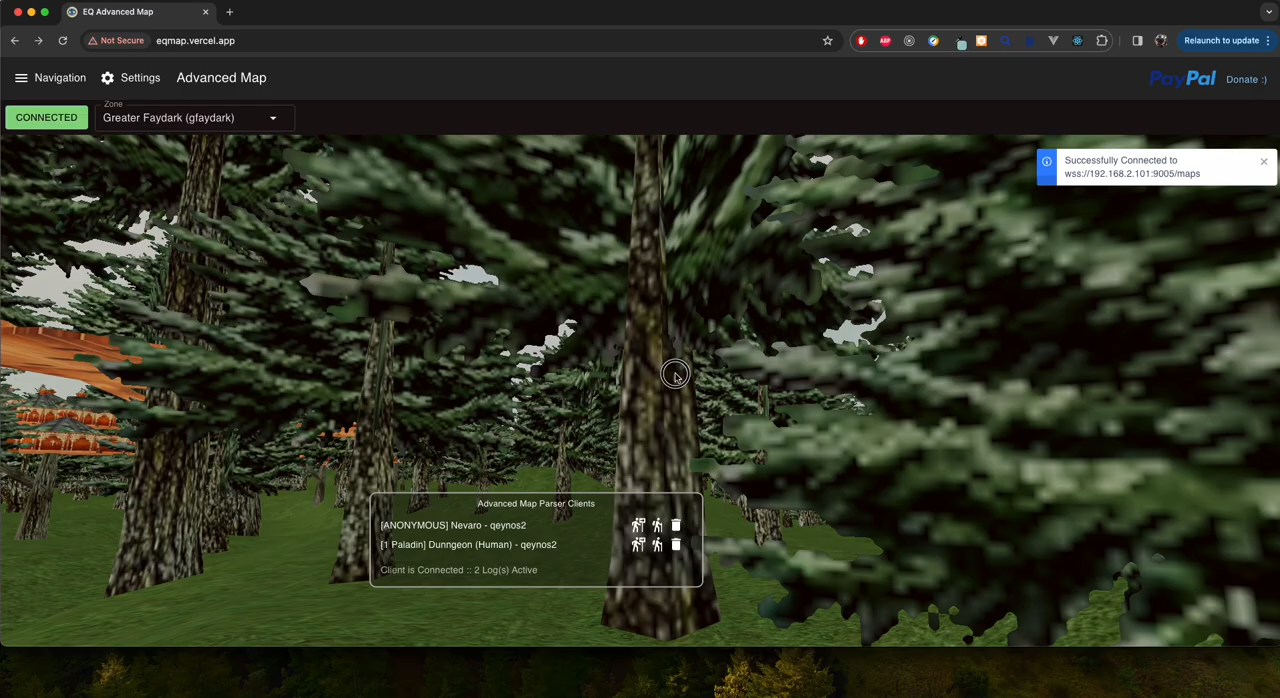 EQ Advanced Map
Not Secure
eqmap.vercel.app
ABP
Relaunch to update
Navigation
Settings
Advanced Map
PayPal
Donate :)
CONNECTED
Zone
Greater Faydark (gfaydark)
Successfully Connected to
wss://192.168.2.101:9005/maps
Advanced Map Parser Clients
[ANONYMOUS] Nevaro - qeynos2
[1 Paladin] Dunngeon (Human) - qeynos2
Client is Connected :: 2 Log(s) Active